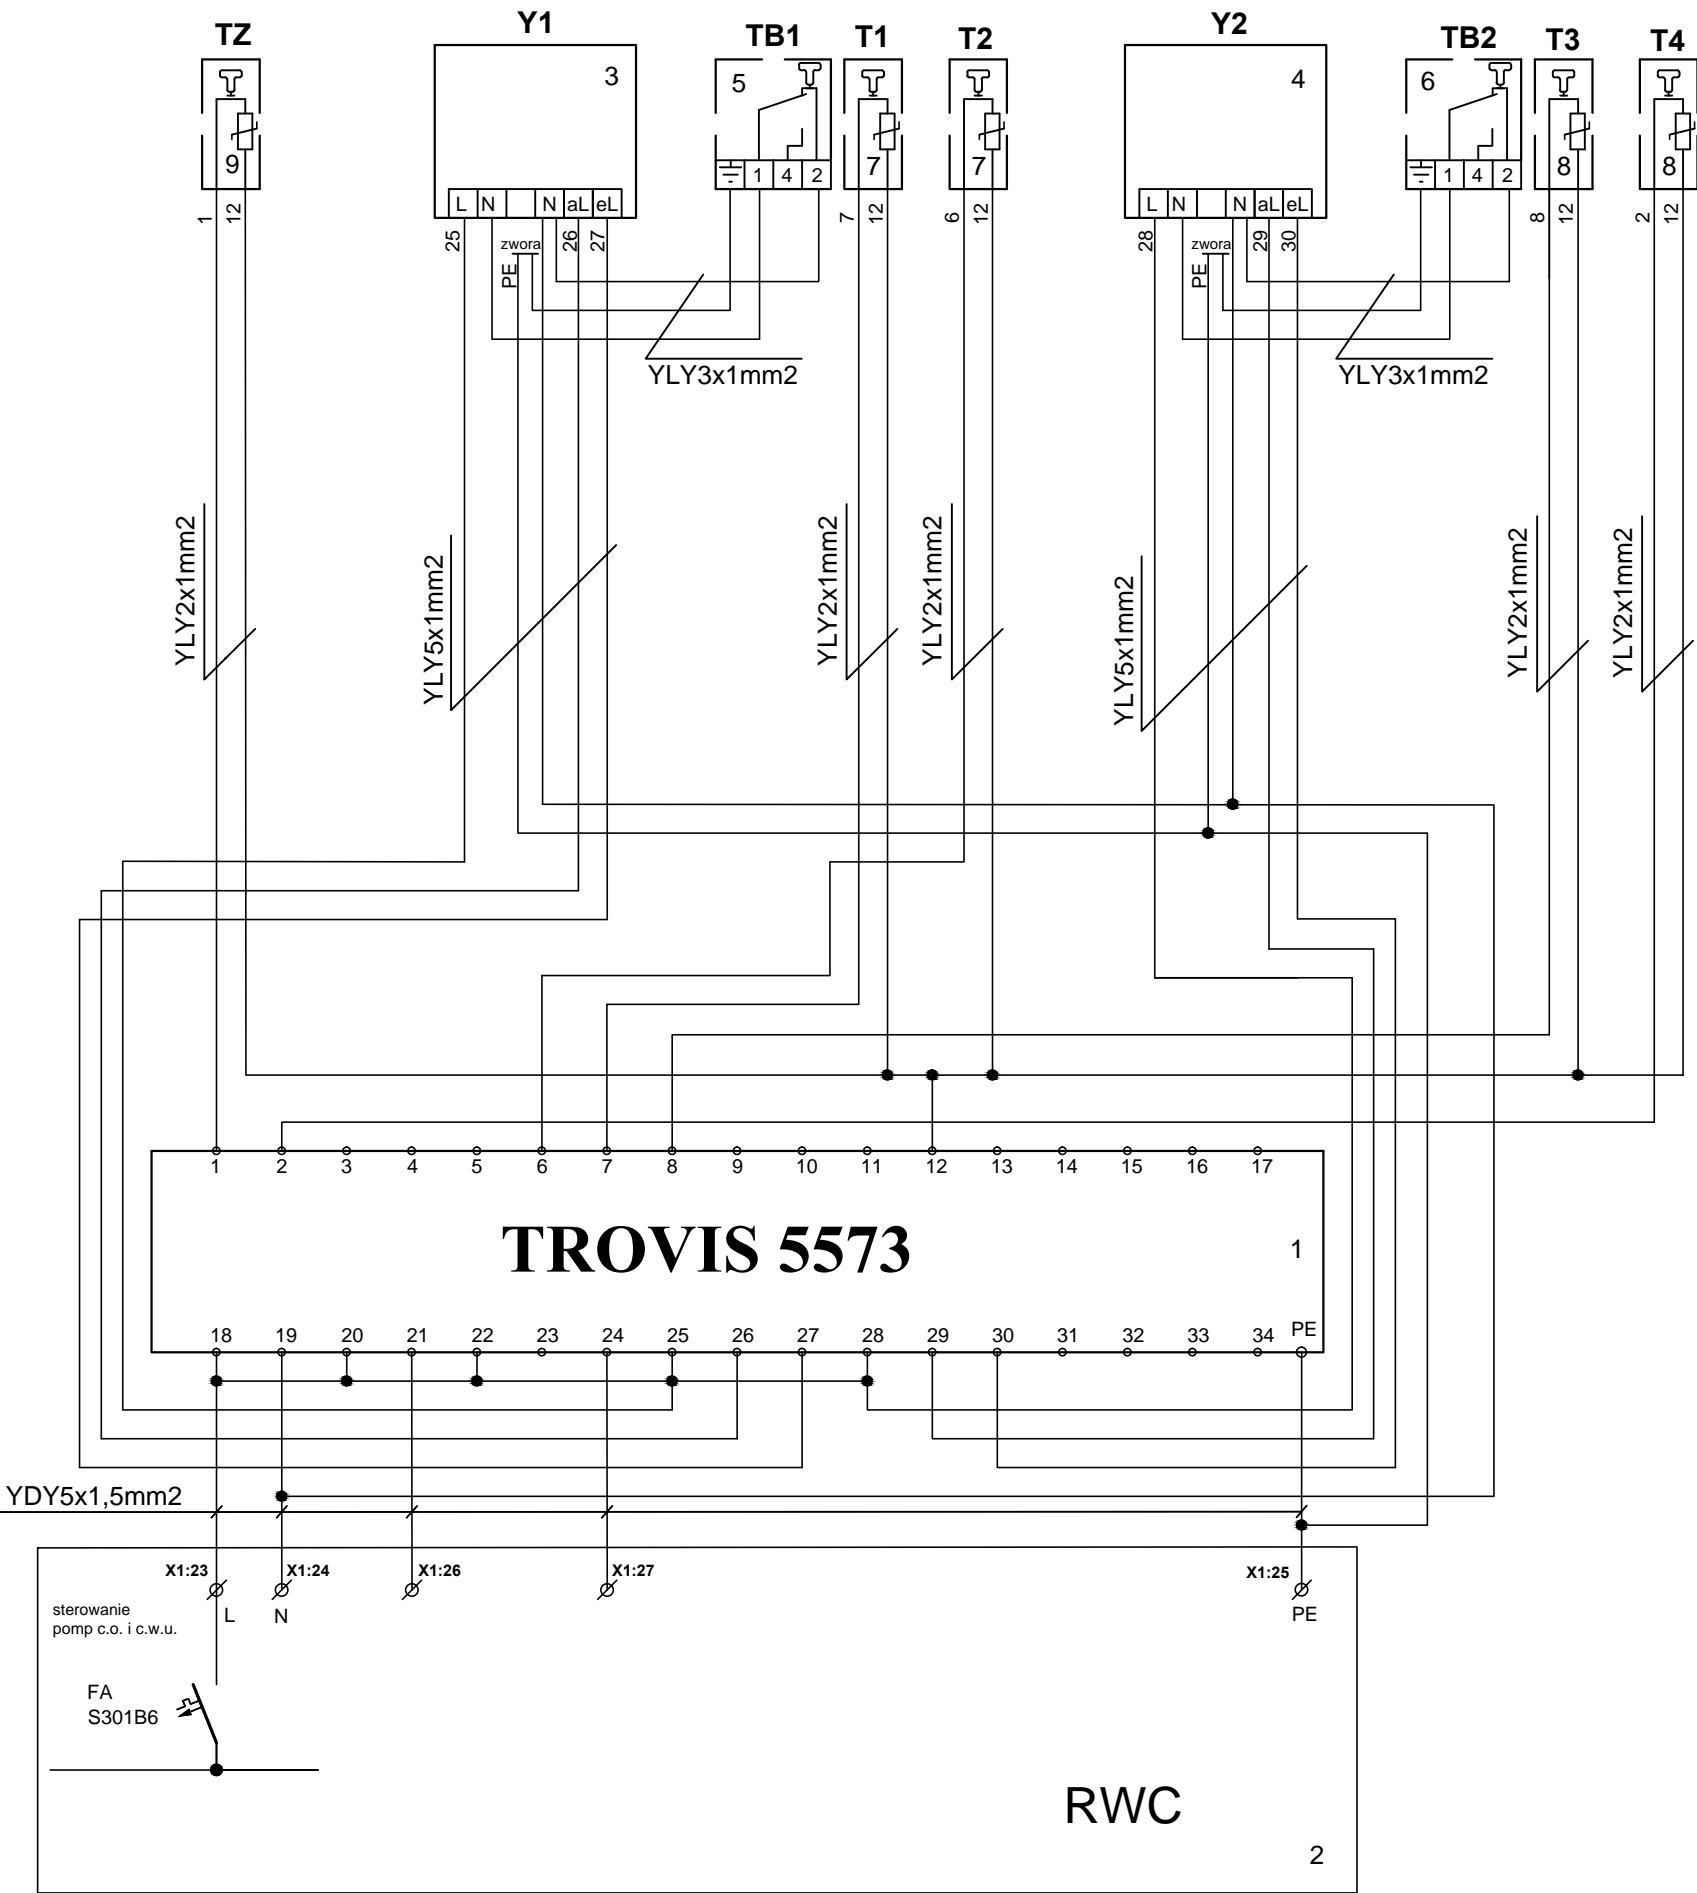 TZ Y1 TB1 T1 T2 Y2 TB2 T3 T4
3 5 4 6
9 7 7 8 8
1 4 2 1 4 2
L N N aL eL L N N aL eL
1 12 25 zwora PE 26 27 7 12 6 12 28 zwora PE 29 30 8 12 2 12
YLY3x1mm2 YLY3x1mm2
YLY2x1mm2 YLY5x1mm2 YLY2x1mm2 YLY2x1mm2 YLY5x1mm2 YLY2x1mm2 YLY2x1mm2
1 2 3 4 5 6 7 8 9 10 11 12 13 14 15 16 17
TROVIS 5573 1
18 19 20 21 22 23 24 25 26 27 28 29 30 31 32 33 34 PE
YDY5x1,5mm2
X1:23 X1:24 X1:26 X1:27 X1:25
L N PE
sterowanie
pomp c.o. i c.w.u.
FA
S301B6
RWC
2